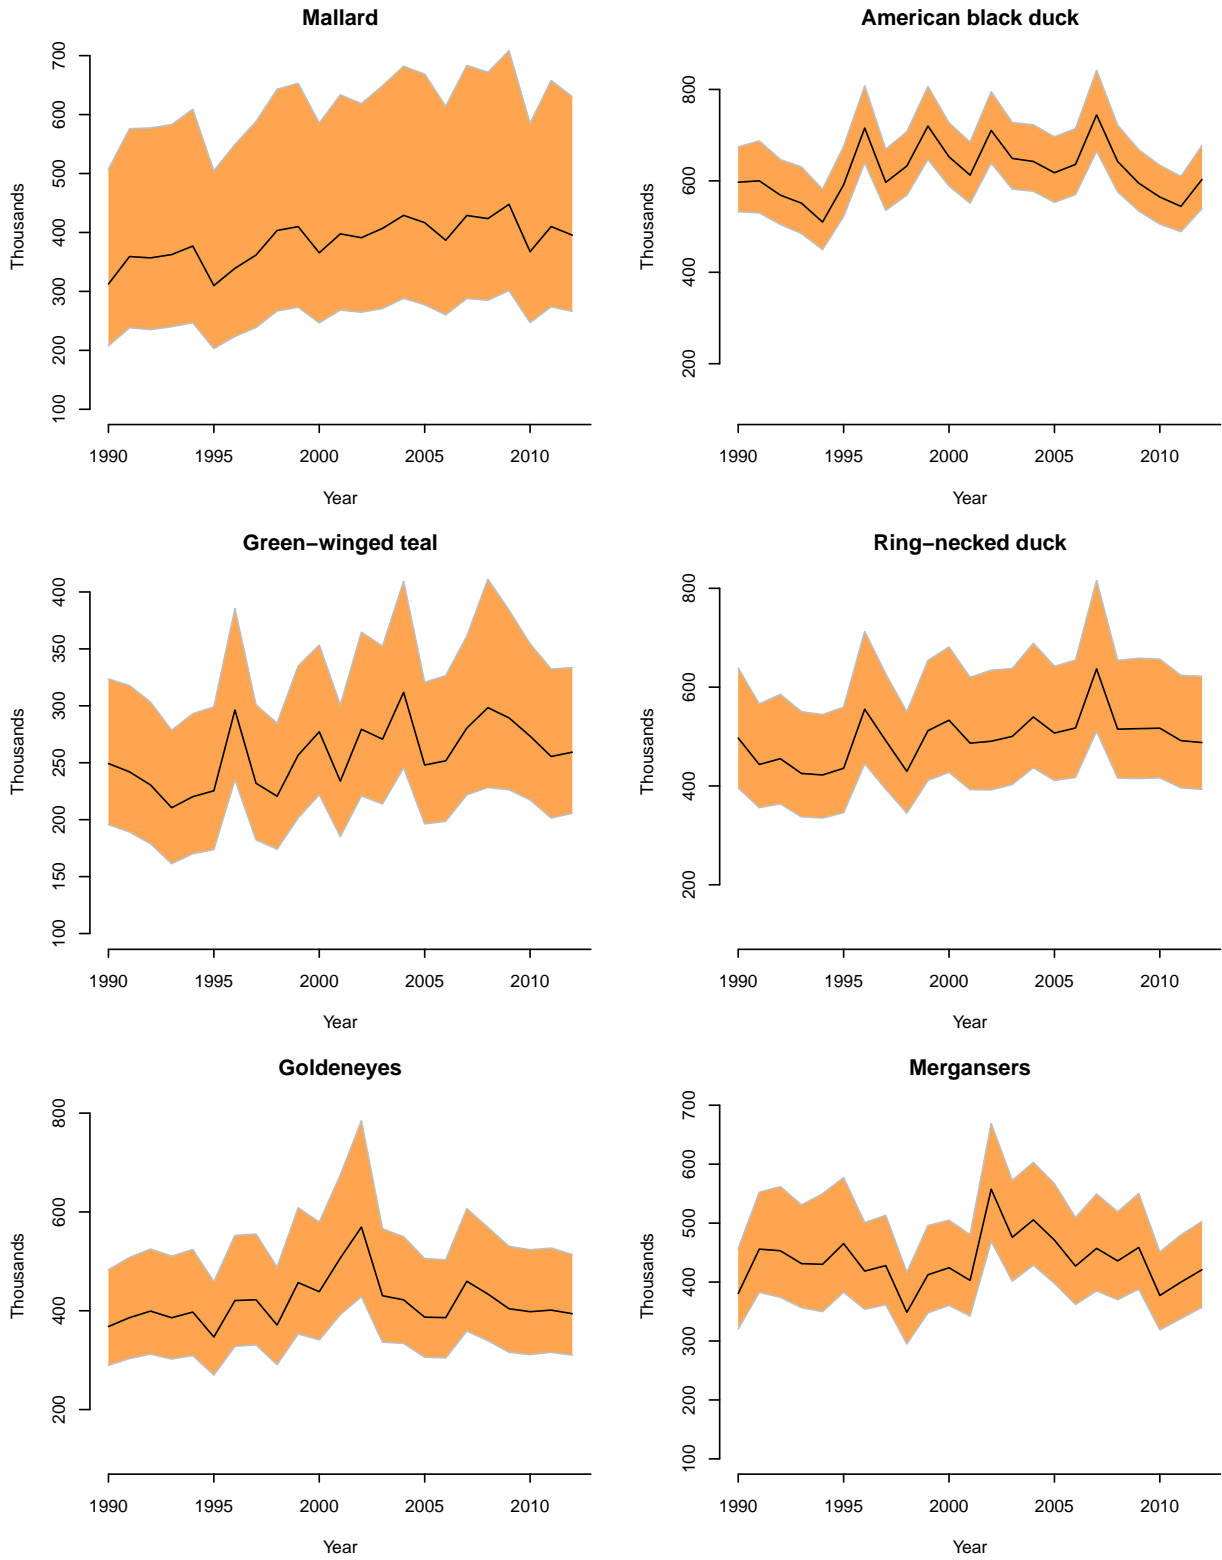 Mallard
Thousands
700
600
500
400
300
200
100
1990 1995 2000 2005 2010
Year
American black duck
Thousands
800
600
400
200
1990 1995 2000 2005 2010
Year
Green−winged teal
Thousands
400
350
300
250
200
150
100
1990 1995 2000 2005 2010
Year
Ring−necked duck
Thousands
800
600
400
200
1990 1995 2000 2005 2010
Year
Goldeneyes
Thousands
800
600
400
200
1990 1995 2000 2005 2010
Year
Mergansers
Thousands
700
600
500
400
300
200
100
1990 1995 2000 2005 2010
Year